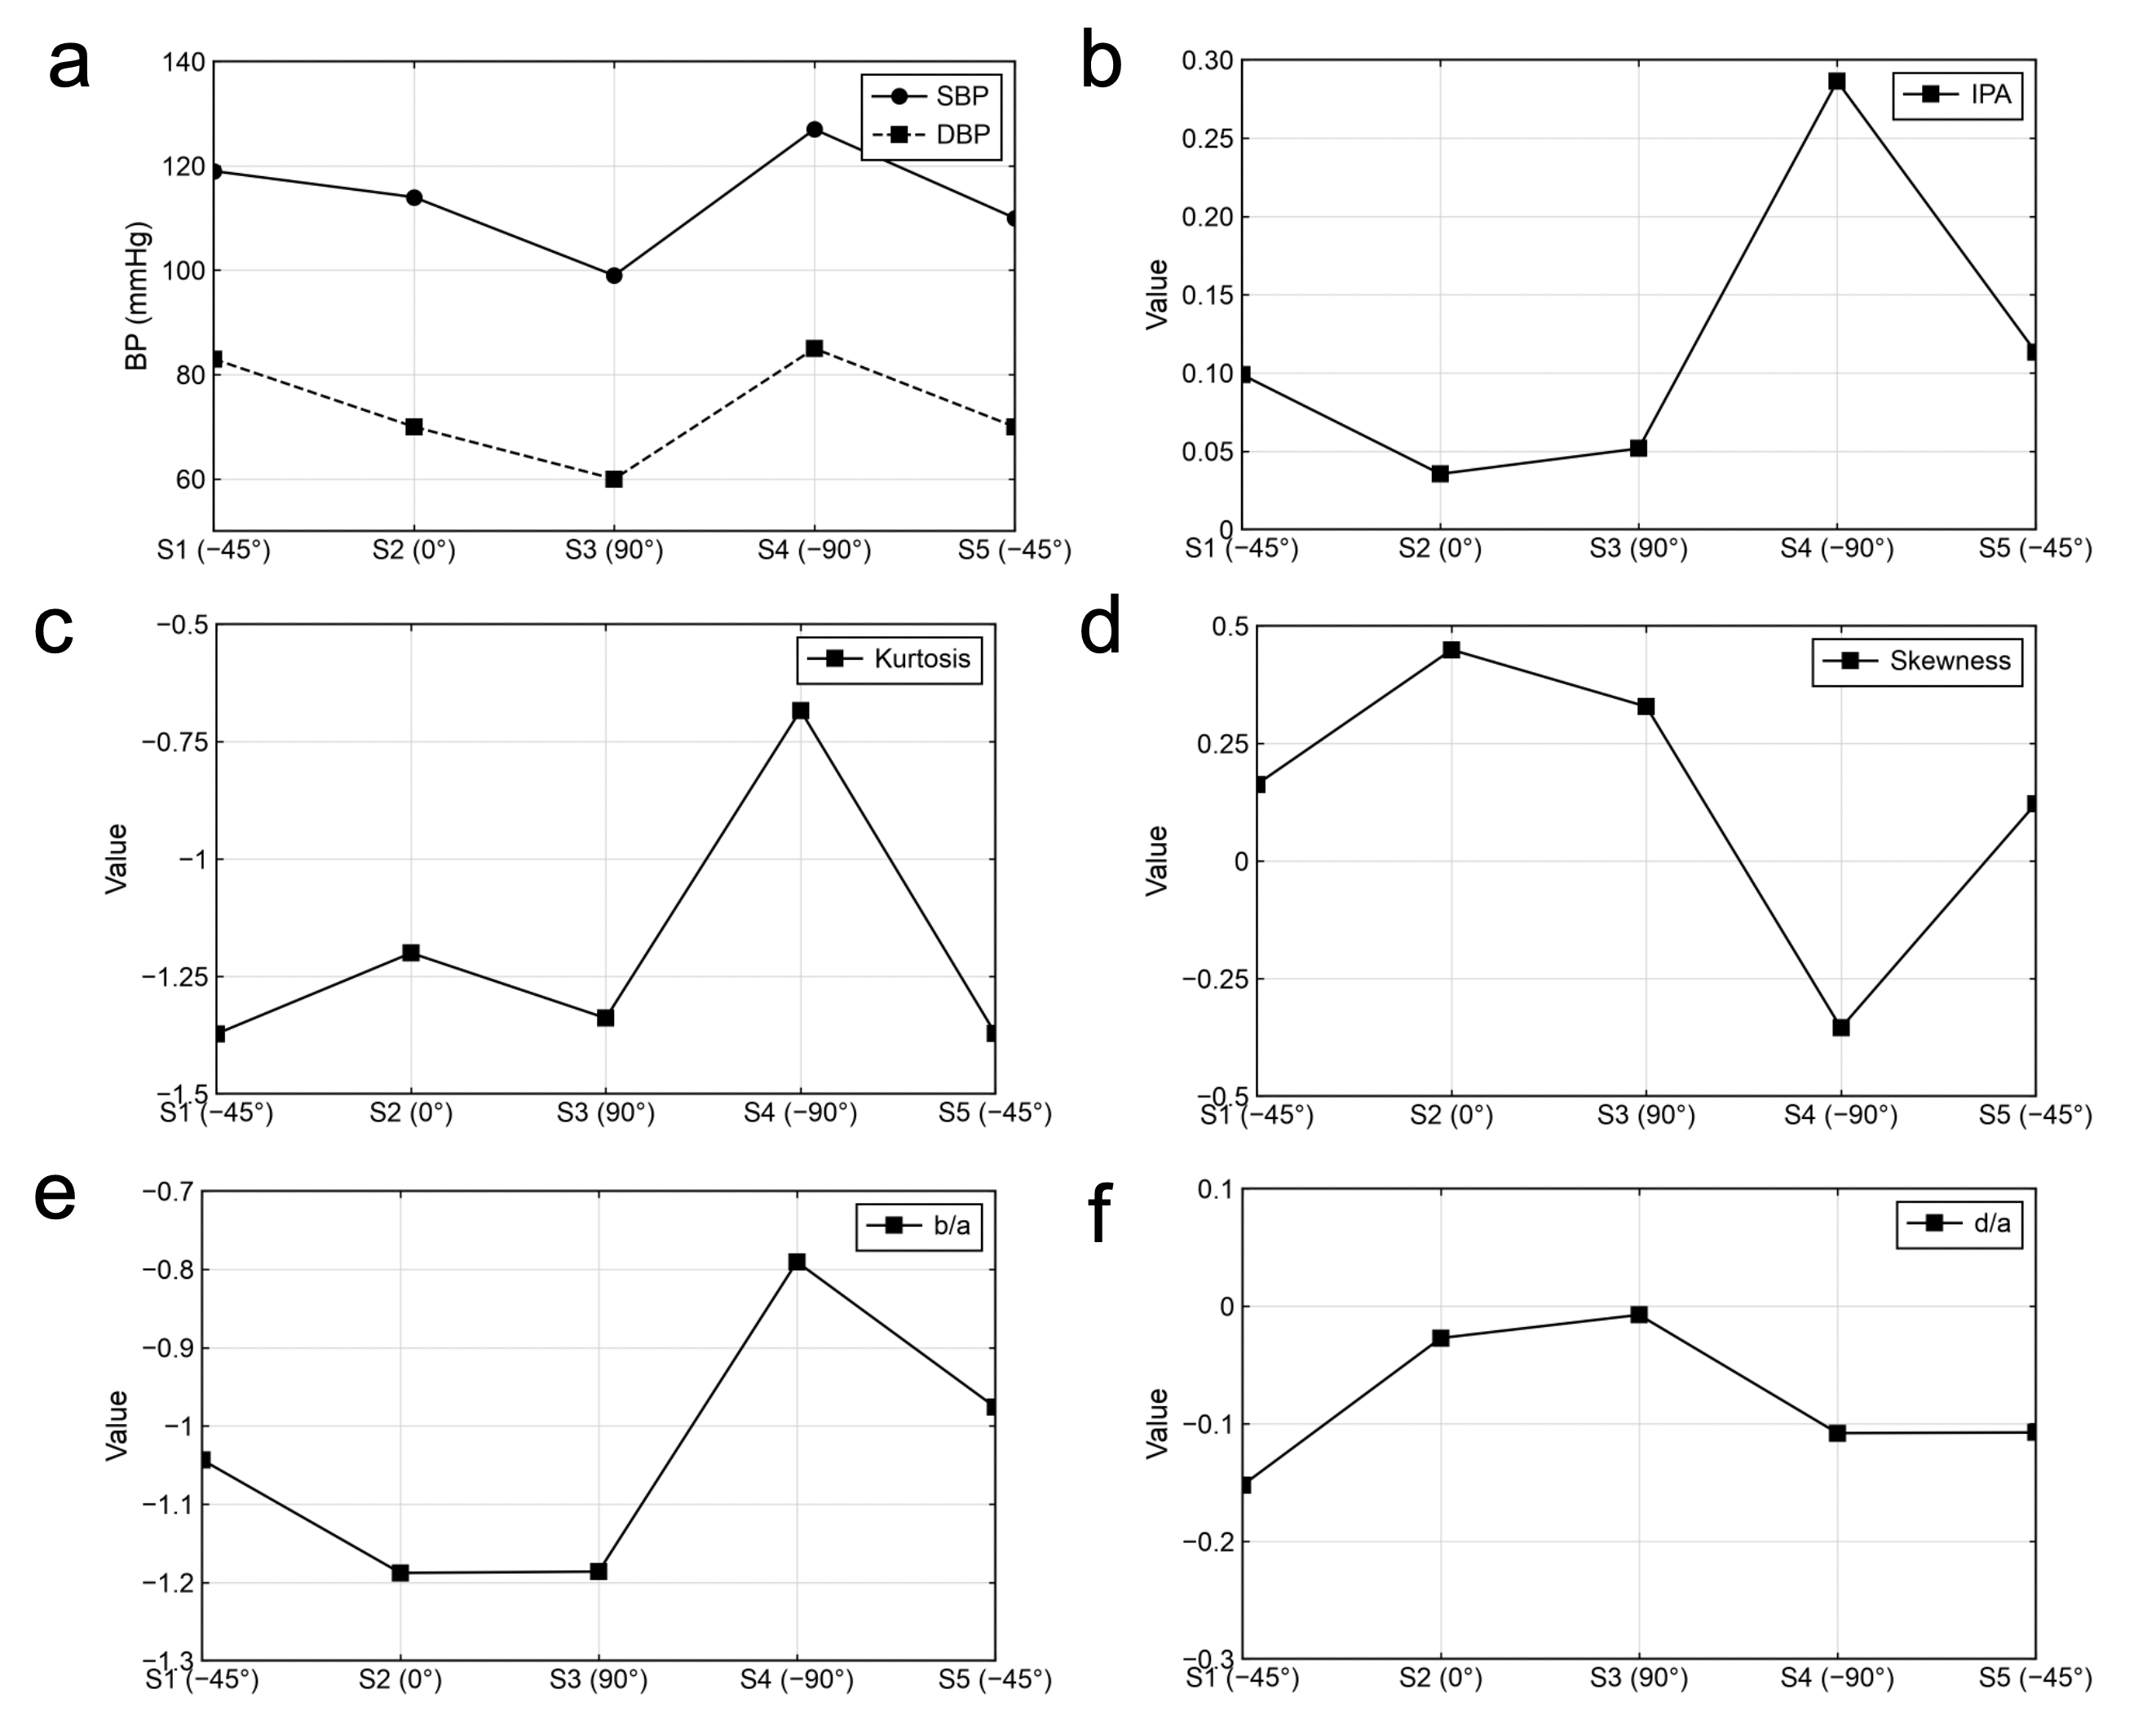 a
140
120
100
80
60
BP (mmHg)
SBP
DBP
S1 (−45°) S2 (0°) S3 (90°) S4 (−90°) S5 (−45°)
b
0.30
0.25
0.20
0.15
0.10
0.05
0
Value
IPA
S1 (−45°) S2 (0°) S3 (90°) S4 (−90°) S5 (−45°)
c
−0.5
−0.75
−1
−1.25
−1.5
Value
Kurtosis
S1 (−45°) S2 (0°) S3 (90°) S4 (−90°) S5 (−45°)
d
0.5
0.25
0
−0.25
−0.5
Value
Skewness
S1 (−45°) S2 (0°) S3 (90°) S4 (−90°) S5 (−45°)
e
−0.7
−0.8
−0.9
−1
−1.1
−1.2
−1.3
Value
b/a
S1 (−45°) S2 (0°) S3 (90°) S4 (−90°) S5 (−45°)
f
0.1
0
−0.1
−0.2
−0.3
Value
d/a
S1 (−45°) S2 (0°) S3 (90°) S4 (−90°) S5 (−45°)